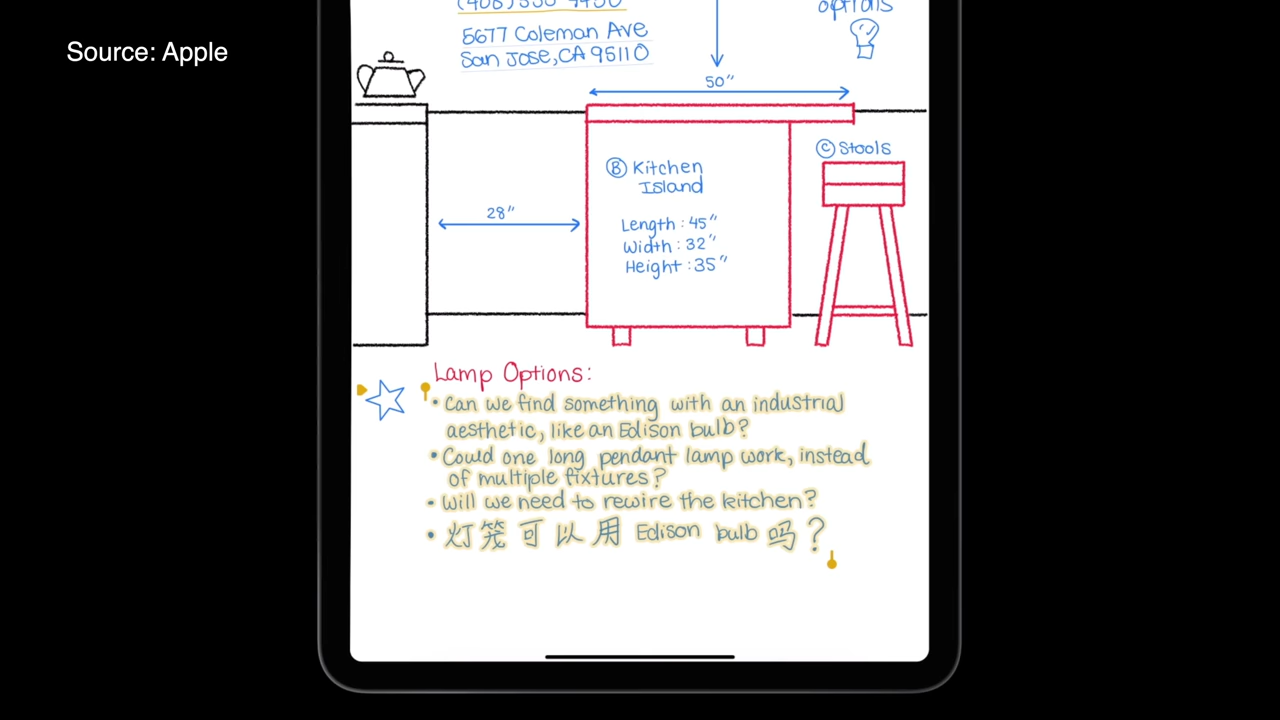 Source: Apple
5677 Coleman Ave
San Jose, CA 95110
options
50"
Ⓒ Stools
Ⓑ Kitchen
Island
28"
Length: 45"
Width: 32"
Height: 35"
Lamp Options:
• Can we find something with an industrial
aesthetic, like an Edison bulb?
• Could one long pendant lamp work, instead
of multiple fixtures?
• Will we need to rewire the kitchen?
• 灯笼可以用 Edison bulb 吗?